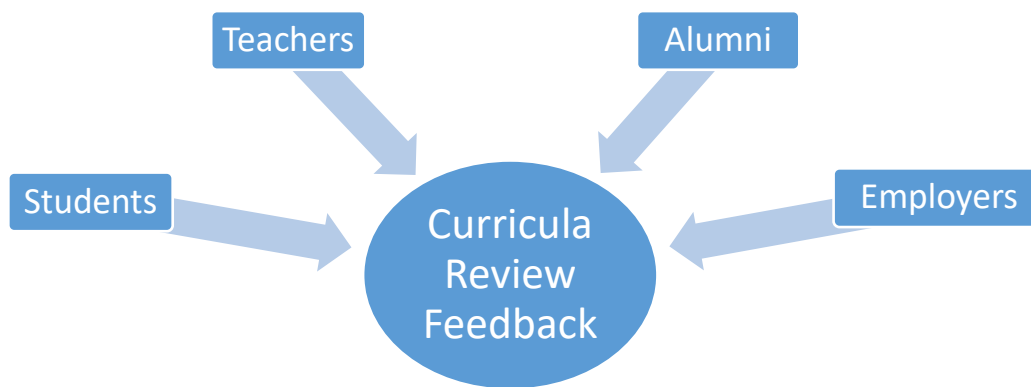 Teachers
Alumni
Students
Employers
Curricula
Review
Feedback